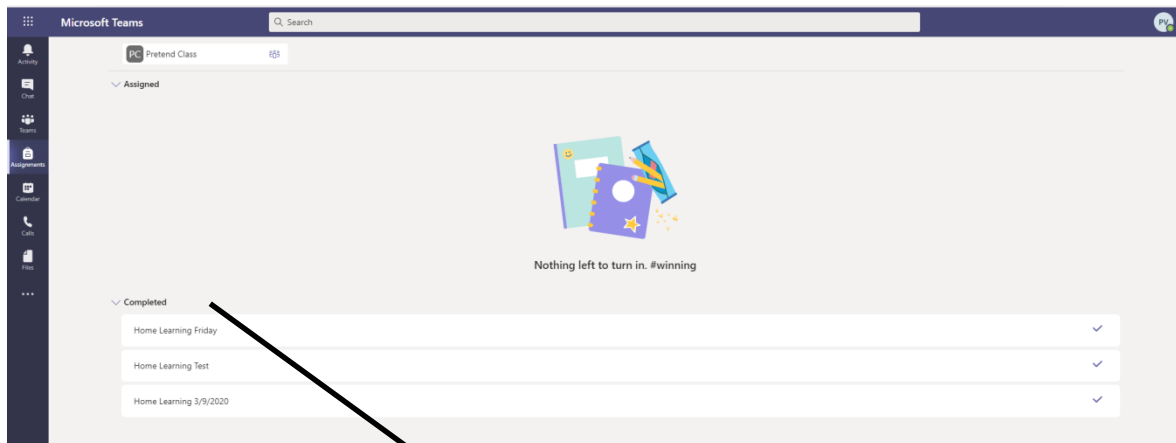 Microsoft Teams
Search
PV
Activity
Chat
Teams
Assignments
Calendar
Calls
Files
PC Pretend Class
Assigned
Nothing left to turn in. #winning
Completed
Home Learning Friday
Home Learning Test
Home Learning 3/9/2020